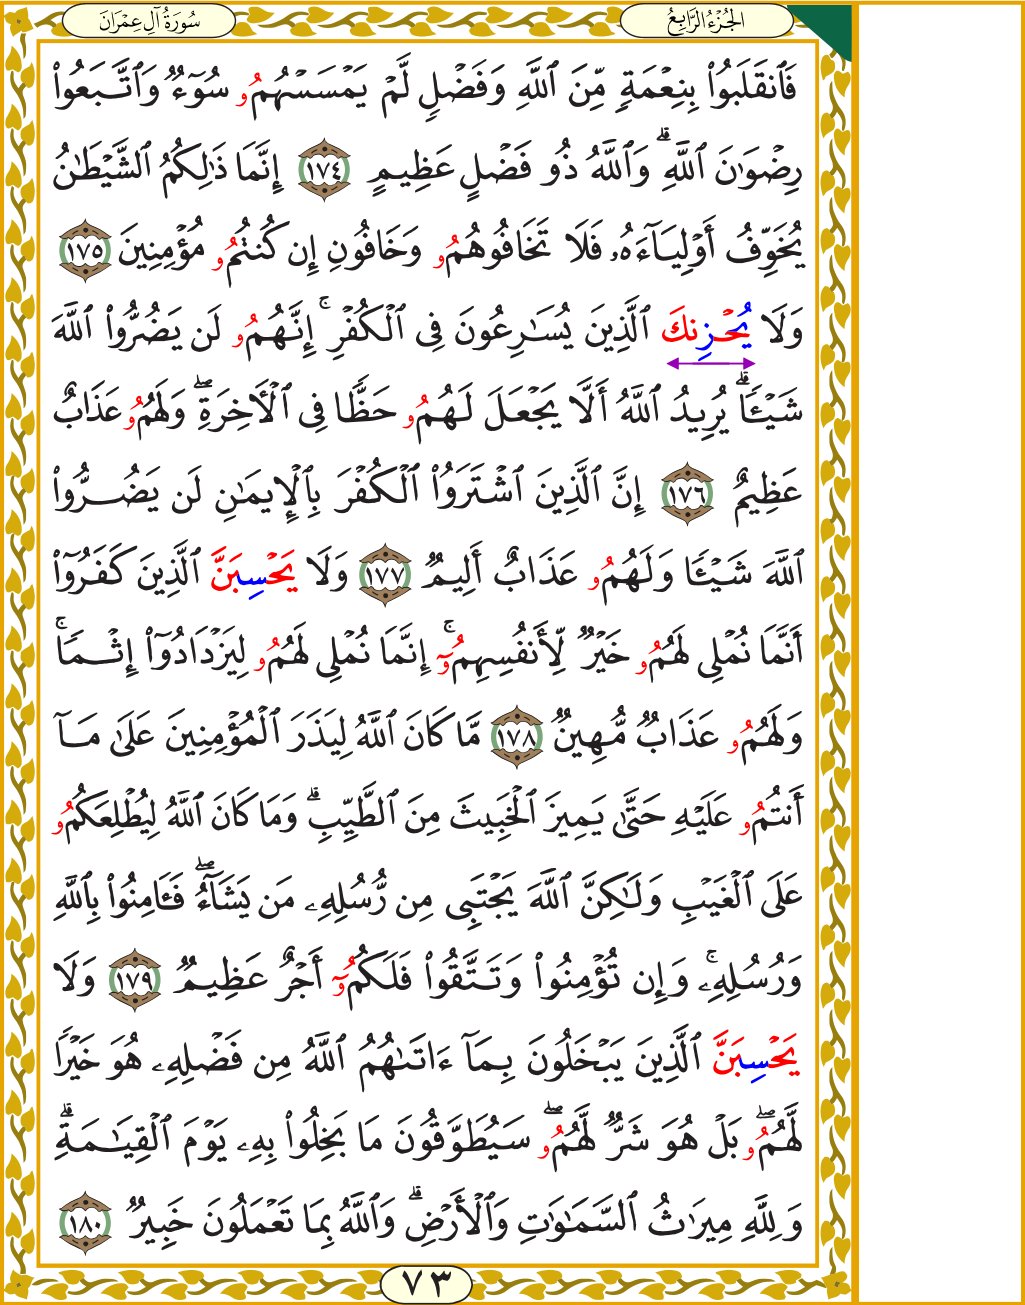 الجُزْءُ الرَّابِعُ
سُورَةُ آلِ عِمْرَانَ
فَٱنقَلَبُوا۟ بِنِعْمَةٍ مِّنَ ٱللَّهِ وَفَضْلٍ لَّمْ يَمْسَسْهُمُۥ سُوٓءٌ وَٱتَّبَعُوا۟
رِضْوَٰنَ ٱللَّهِ ۗ وَٱللَّهُ ذُو فَضْلٍ عَظِيمٍ ١٧٤ إِنَّمَا ذَٰلِكُمُ ٱلشَّيْطَٰنُ
يُخَوِّفُ أَوْلِيَآءَهُۥ فَلَا تَخَافُوهُمُۥ وَخَافُونِ إِن كُنتُمُۥ مُؤْمِنِينَ ١٧٥
وَلَا يُحْزِنكَ ٱلَّذِينَ يُسَٰرِعُونَ فِى ٱلْكُفْرِ ۚ إِنَّهُمُۥ لَن يَضُرُّوا۟ ٱللَّهَ
شَيْـًٔا ۗ يُرِيدُ ٱللَّهُ أَلَّا يَجْعَلَ لَهُمُۥ حَظًّا فِى ٱلْأَخِرَةِ ۖ وَلَهُمُۥ عَذَابٌ
عَظِيمٌ ١٧٦ إِنَّ ٱلَّذِينَ ٱشْتَرَوُا۟ ٱلْكُفْرَ بِٱلْإِيمَٰنِ لَن يَضُرُّوا۟
ٱللَّهَ شَيْـًٔا وَلَهُمُۥ عَذَابٌ أَلِيمٌ ١٧٧ وَلَا يَحْسِبَنَّ ٱلَّذِينَ كَفَرُوٓا۟
أَنَّمَا نُمْلِى لَهُمُۥ خَيْرٌ لِّأَنفُسِهِمُۥٓ ۚ إِنَّمَا نُمْلِى لَهُمُۥ لِيَزْدَادُوٓا۟ إِثْمًا ۚ
وَلَهُمُۥ عَذَابٌ مُّهِينٌ ١٧٨ مَّا كَانَ ٱللَّهُ لِيَذَرَ ٱلْمُؤْمِنِينَ عَلَىٰ مَآ
أَنتُمُۥ عَلَيْهِ حَتَّىٰ يَمِيزَ ٱلْخَبِيثَ مِنَ ٱلطَّيِّبِ ۗ وَمَا كَانَ ٱللَّهُ لِيُطْلِعَكُمُۥ
عَلَى ٱلْغَيْبِ وَلَٰكِنَّ ٱللَّهَ يَجْتَبِى مِن رُّسُلِهِۦ مَن يَشَآءُ ۖ فَـَٔامِنُوا۟ بِٱللَّهِ
وَرُسُلِهِۦ ۚ وَإِن تُؤْمِنُوا۟ وَتَتَّقُوا۟ فَلَكُمُۥٓ أَجْرٌ عَظِيمٌ ١٧٩ وَلَا
يَحْسِبَنَّ ٱلَّذِينَ يَبْخَلُونَ بِمَآ ءَاتَىٰهُمُ ٱللَّهُ مِن فَضْلِهِۦ هُوَ خَيْرًا
لَّهُمُۥ ۖ بَلْ هُوَ شَرٌّ لَّهُمُۥ ۖ سَيُطَوَّقُونَ مَا بَخِلُوا۟ بِهِۦ يَوْمَ ٱلْقِيَٰمَةِ ۗ
وَلِلَّهِ مِيرَٰثُ ٱلسَّمَٰوَٰتِ وَٱلْأَرْضِ ۗ وَٱللَّهُ بِمَا تَعْمَلُونَ خَبِيرٌ ١٨٠
٧٣